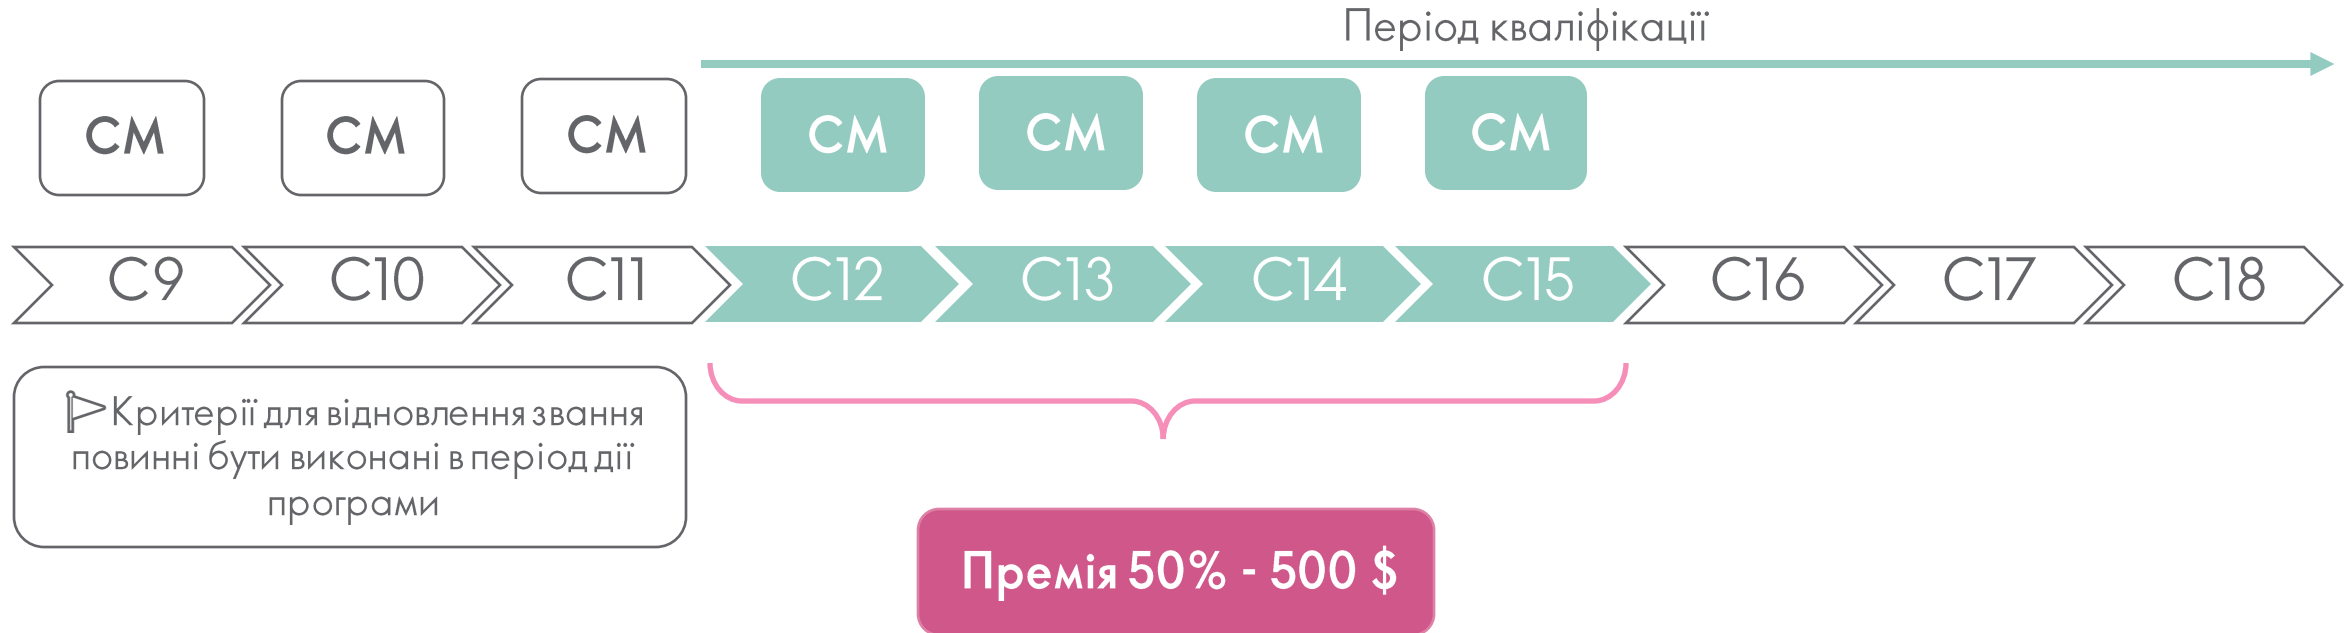 Період кваліфікації
СМ СМ СМ СМ СМ СМ СМ
С9 С10 С11 С12 С13 С14 С15 С16 С17 С18
Критерії для відновлення звання
повинні бути виконані в період дії
програми
Премія 50% - 500 $